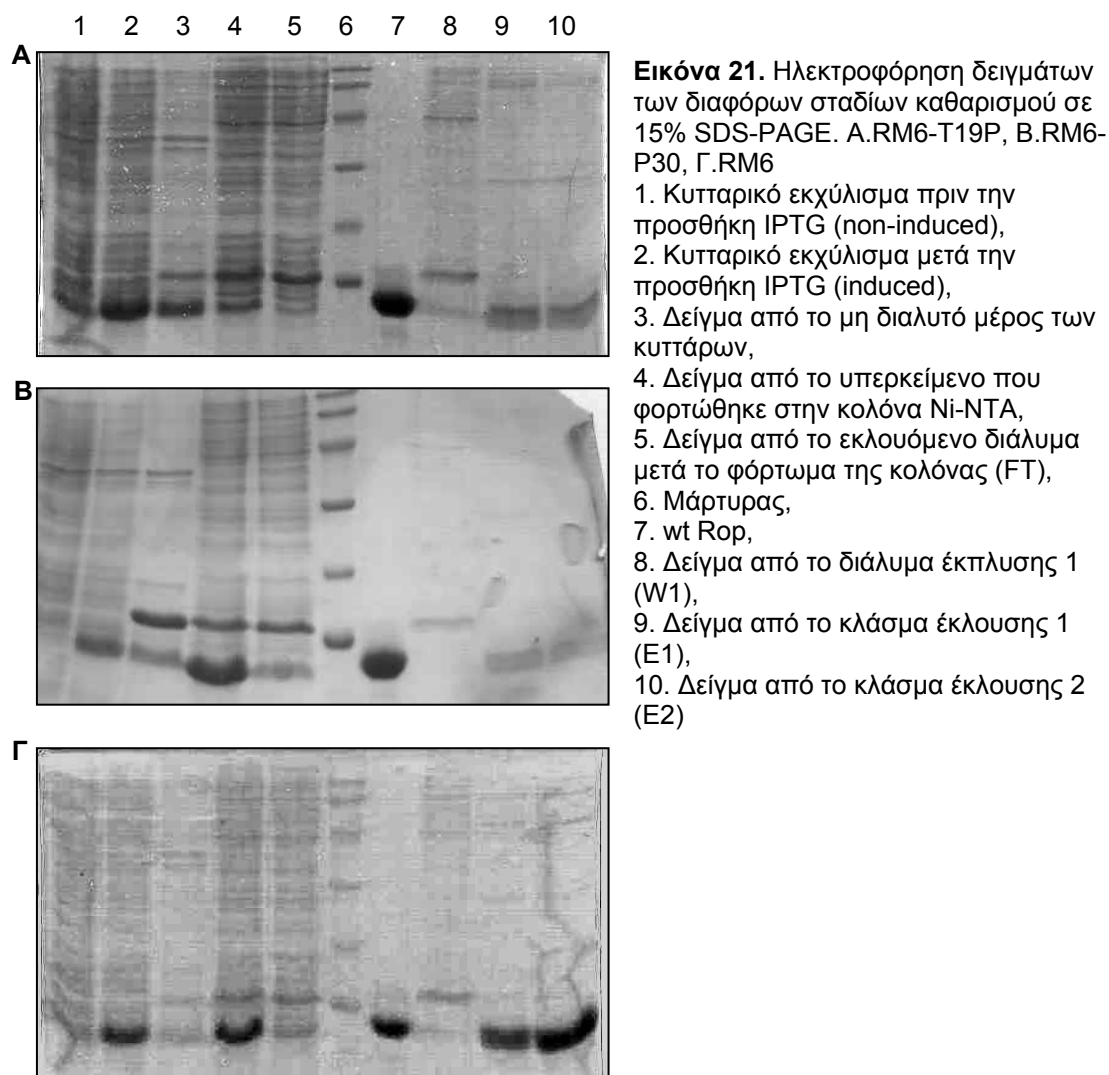 1 2 3 4 5 6 7 8 9 10
Α
Β
Γ
Εικόνα 21. Ηλεκτροφόρηση δειγμάτων
των διαφόρων σταδίων καθαρισμού σε
15% SDS-PAGE. Α.RM6-T19P, Β.RM6-
P30, Γ.RM6
1. Κυτταρικό εκχύλισμα πριν την
προσθήκη IPTG (non-induced),
2. Κυτταρικό εκχύλισμα μετά την
προσθήκη IPTG (induced),
3. Δείγμα από το μη διαλυτό μέρος των
κυττάρων,
4. Δείγμα από το υπερκείμενο που
φορτώθηκε στην κολόνα Ni-NTA,
5. Δείγμα από το εκλουόμενο διάλυμα
μετά το φόρτωμα της κολόνας (FT),
6. Μάρτυρας,
7. wt Rop,
8. Δείγμα από το διάλυμα έκπλυσης 1
(W1),
9. Δείγμα από το κλάσμα έκλουσης 1
(E1),
10. Δείγμα από το κλάσμα έκλουσης 2
(E2)